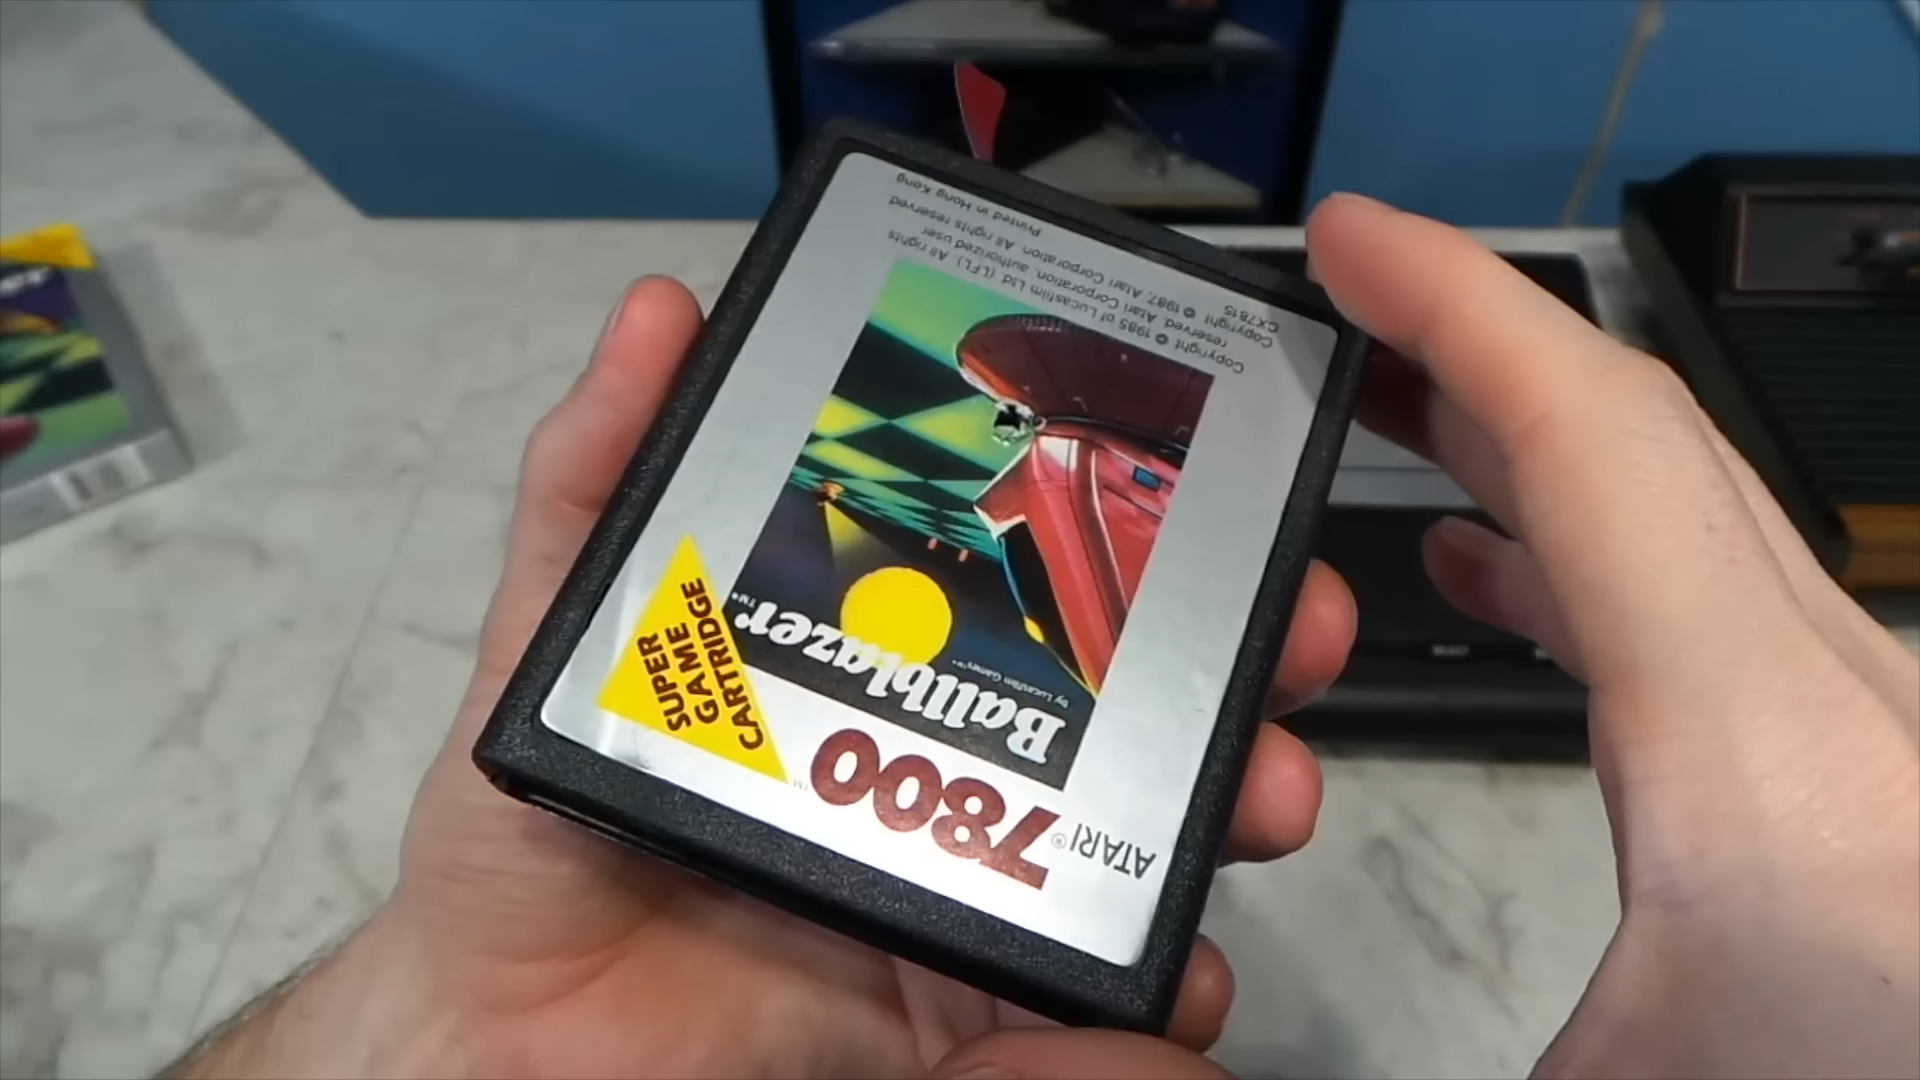 ATARI®
7800™
SUPER
GAME
CARTRIDGE
Ballblazer™*
by Lucasfilm Games™*
CX7815
Copyright © 1985 of Lucasfilm Ltd. (LFL). All rights
reserved. Atari Corporation, authorized user
Copyright © 1987, Atari Corporation. All rights reserved
Printed in Hong Kong